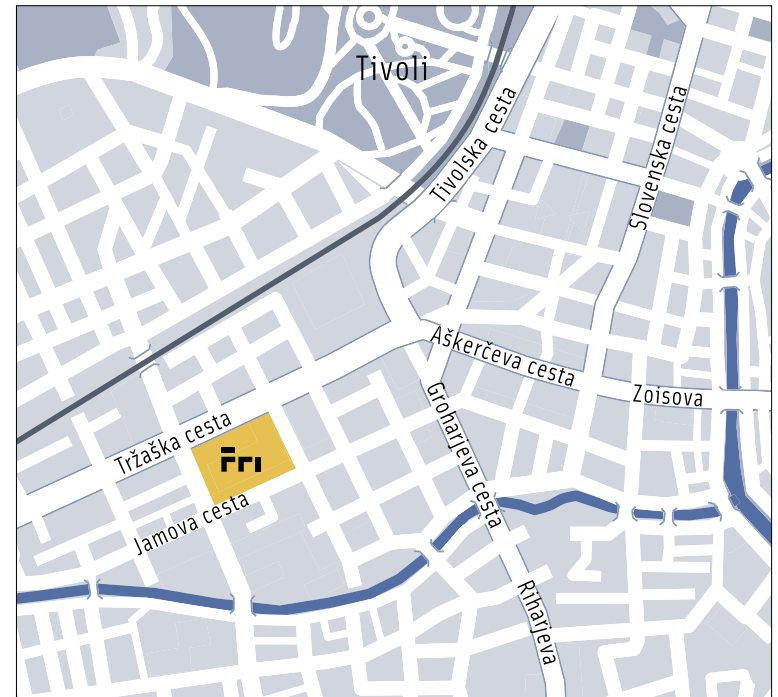 Tivoli
Tivolska cesta
Slovenska cesta
Aškerčeva cesta
Zoisova
Groharjeva cesta
Tržaška cesta
Fri
Jamova cesta
Riharjeva